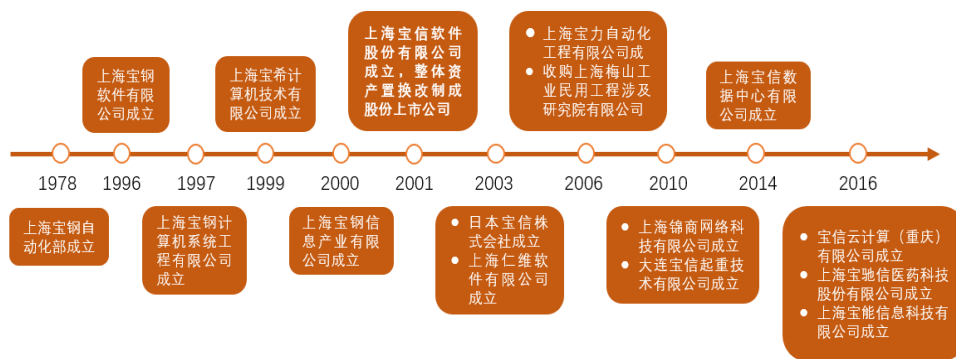 上海宝钢
软件有限
公司成立
上海宝希计
算机技术有
限公司成立
上海宝信软件
股份有限公司
成立，整体资
产置换改制成
股份上市公司
● 上海宝力自动化
工程有限公司成
● 收购上海梅山工
业民用工程涉及
研究院有限公司
上海宝信数
据中心有限
公司成立
1978 1996 1997 1999 2000 2001 2003 2006 2010 2014 2016
上海宝钢自
动化部成立
上海宝钢计
算机系统工
程有限公司
成立
上海宝钢信
息产业有限
公司成立
● 日本宝信株
式会社成立
● 上海仁维软
件有限公司
成立
● 上海锦商网络科
技有限公司成立
● 大连宝信起重技
术有限公司成立
● 宝信云计算（重庆）
有限公司成立
● 上海宝驰信医药科技
股份有限公司成立
● 上海宝能信息科技有
限公司成立